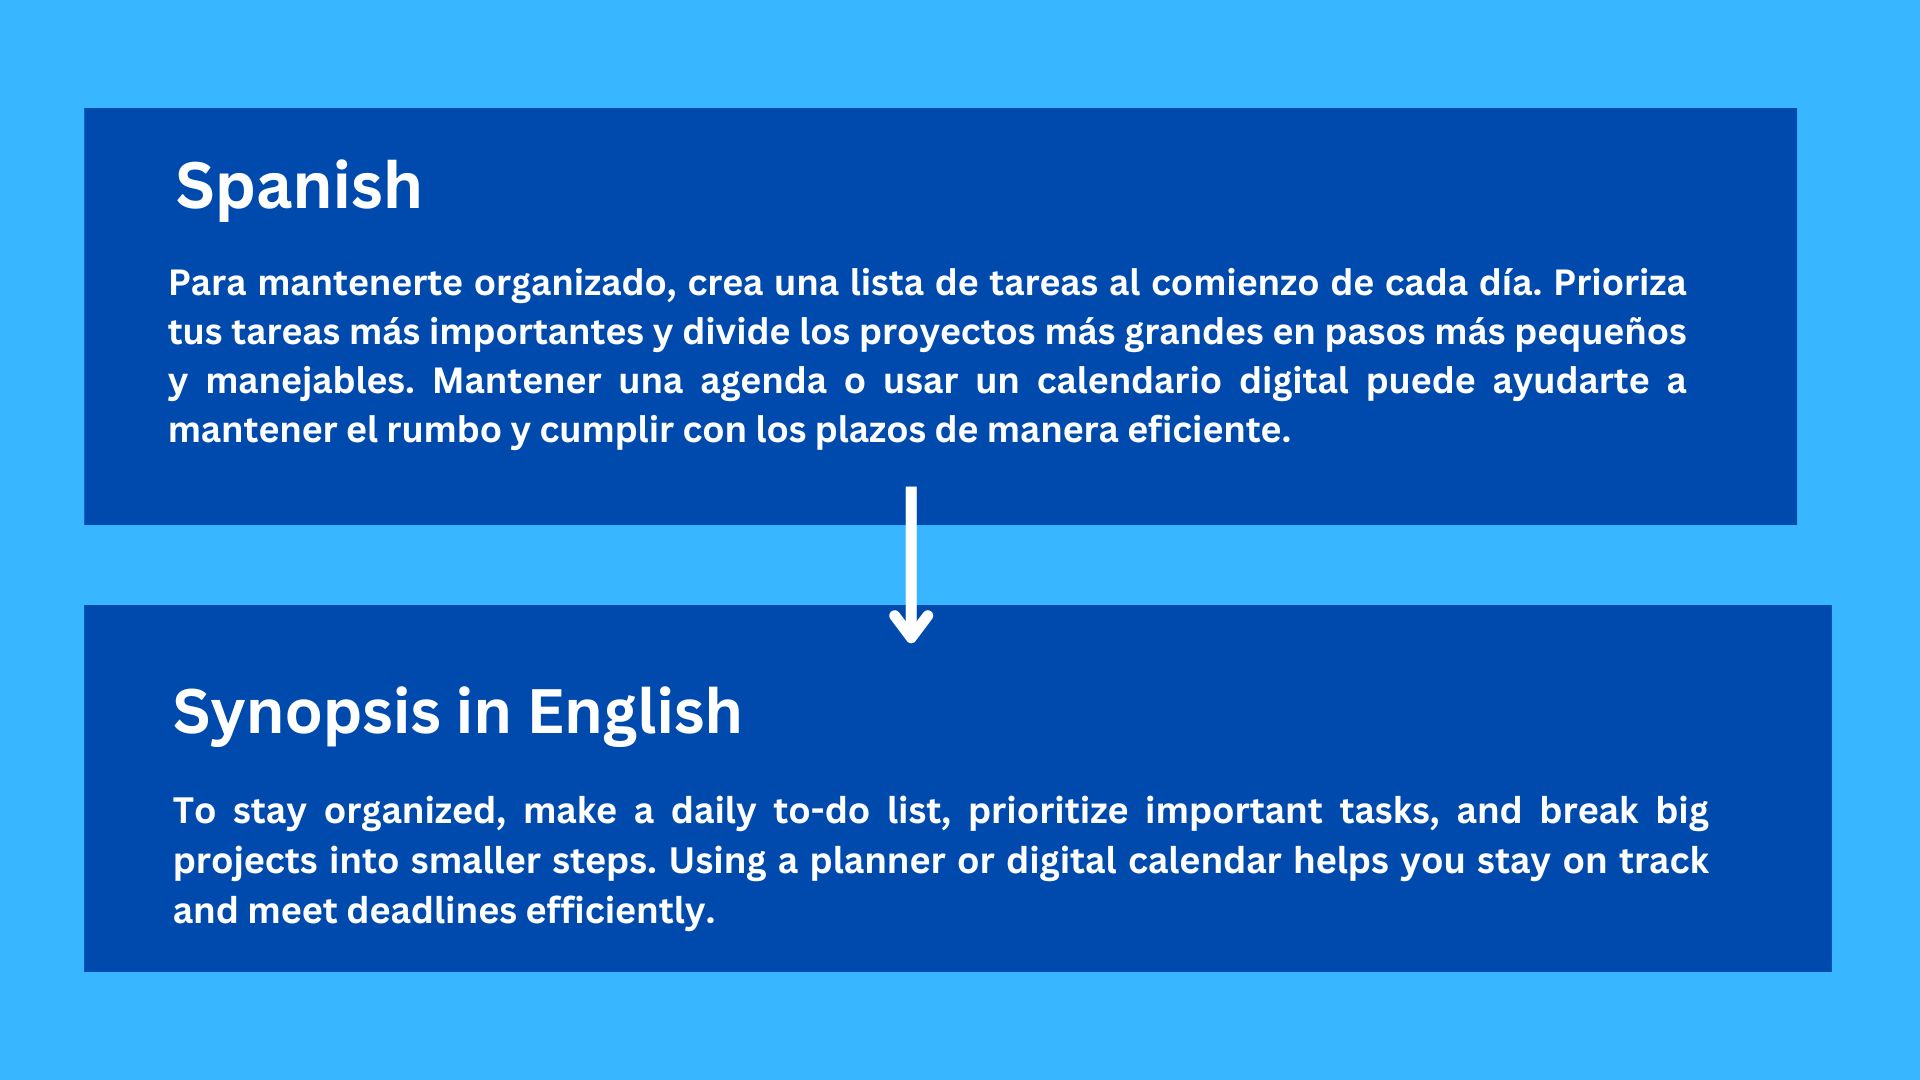 Spanish
Para mantenerte organizado, crea una lista de tareas al comienzo de cada día. Prioriza
tus tareas más importantes y divide los proyectos más grandes en pasos más pequeños
y manejables. Mantener una agenda o usar un calendario digital puede ayudarte a
mantener el rumbo y cumplir con los plazos de manera eficiente.
Synopsis in English
To stay organized, make a daily to-do list, prioritize important tasks, and break big
projects into smaller steps. Using a planner or digital calendar helps you stay on track
and meet deadlines efficiently.